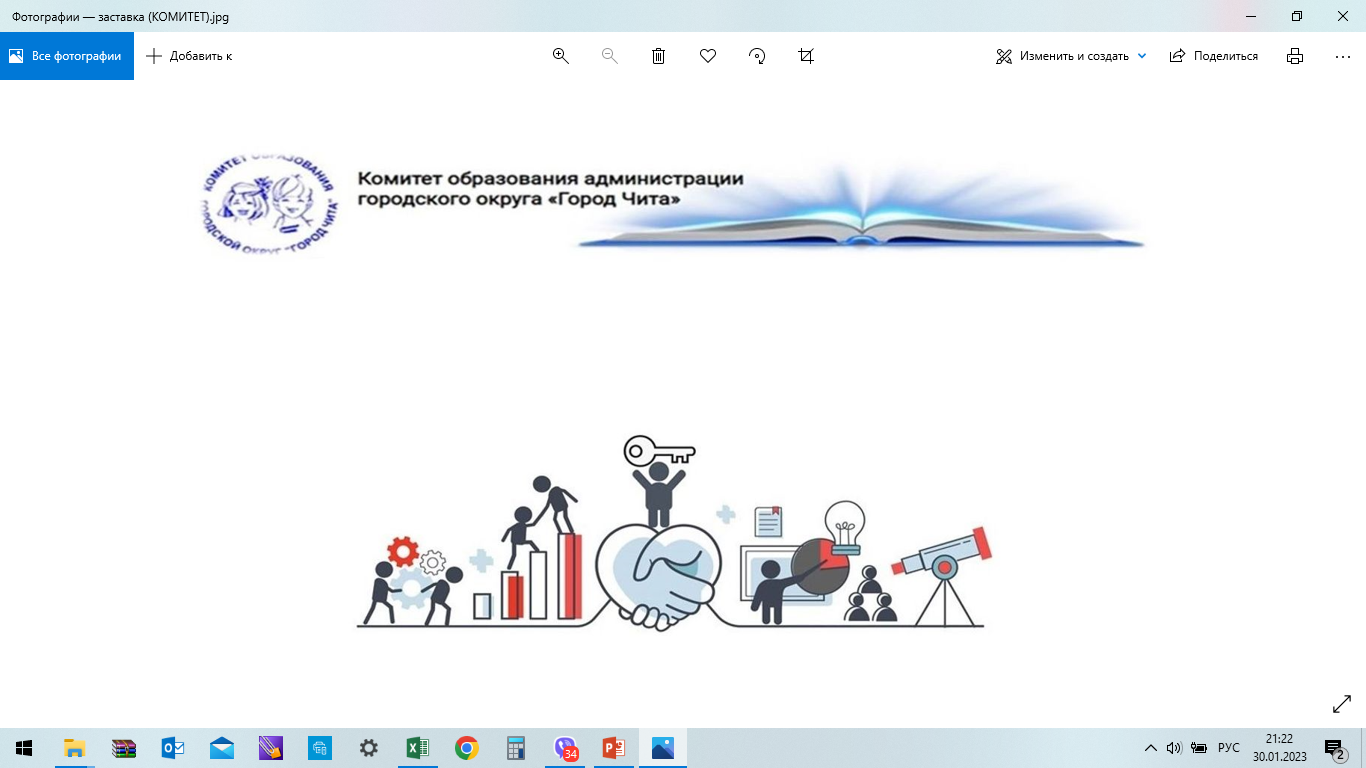 Фотографии — заставка (КОМИТЕТ).jpg
Все фотографии
Добавить к
Изменить и создать
Поделиться
КОМИТЕТ ОБРАЗОВАНИЯ
ГОРОДСКОЙ ОКРУГ "ГОРОД ЧИТА"
Комитет образования администрации
городского округа «Город Чита»
34
РУС
21:22
30.01.2023
2